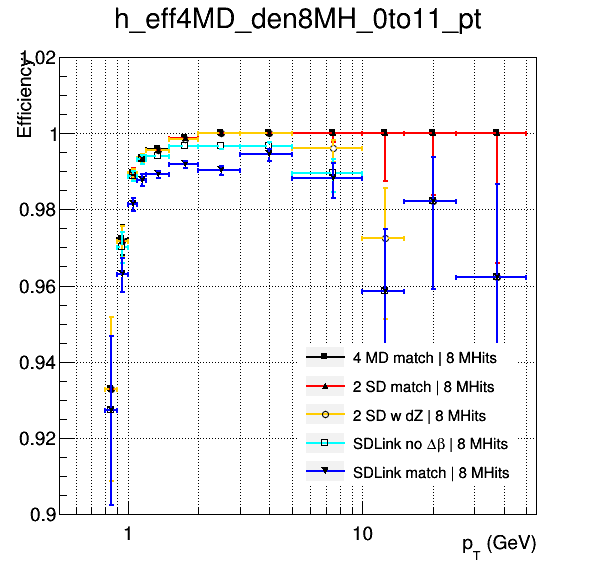 h_eff4MD_den8MH_0to11_pt
Efficiency
1.02
1
0.98
0.96
0.94
0.92
0.9
4 MD match | 8 MHits
2 SD match | 8 MHits
2 SD w dZ | 8 MHits
SDLink no Δβ | 8 MHits
SDLink match | 8 MHits
1
10
p_T (GeV)